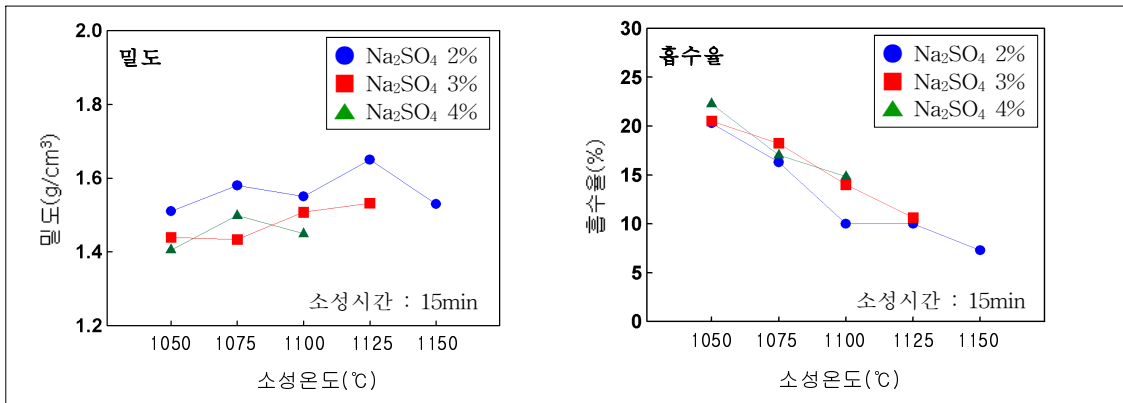 밀도
Na₂SO₄ 2%
Na₂SO₄ 3%
Na₂SO₄ 4%
2.0
1.8
1.6
1.4
1.2
밀도(g/cm³)
소성시간 : 15min
1050 1075 1100 1125 1150
소성온도(℃)
흡수율
Na₂SO₄ 2%
Na₂SO₄ 3%
Na₂SO₄ 4%
30
25
20
15
10
5
0
흡수율(%)
소성시간 : 15min
1050 1075 1100 1125 1150
소성온도(℃)